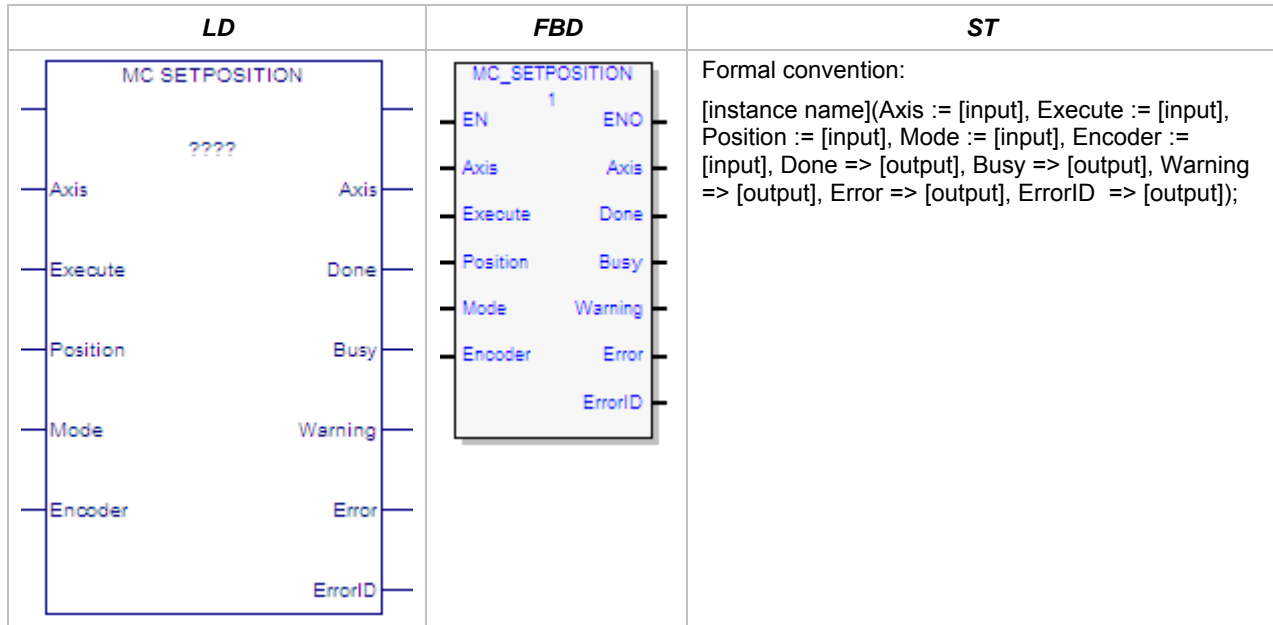 LD
FBD
ST
MC SETPOSITION
????
Axis Axis
Execute Done
Position Busy
Mode Warning
Encoder Error
ErrorID
MC_SETPOSITION
1
EN ENO
Axis Axis
Execute Done
Position Busy
Mode Warning
Encoder Error
ErrorID
Formal convention:
[instance name](Axis := [input], Execute := [input],
Position := [input], Mode := [input], Encoder :=
[input], Done => [output], Busy => [output], Warning
=> [output], Error => [output], ErrorID => [output]);